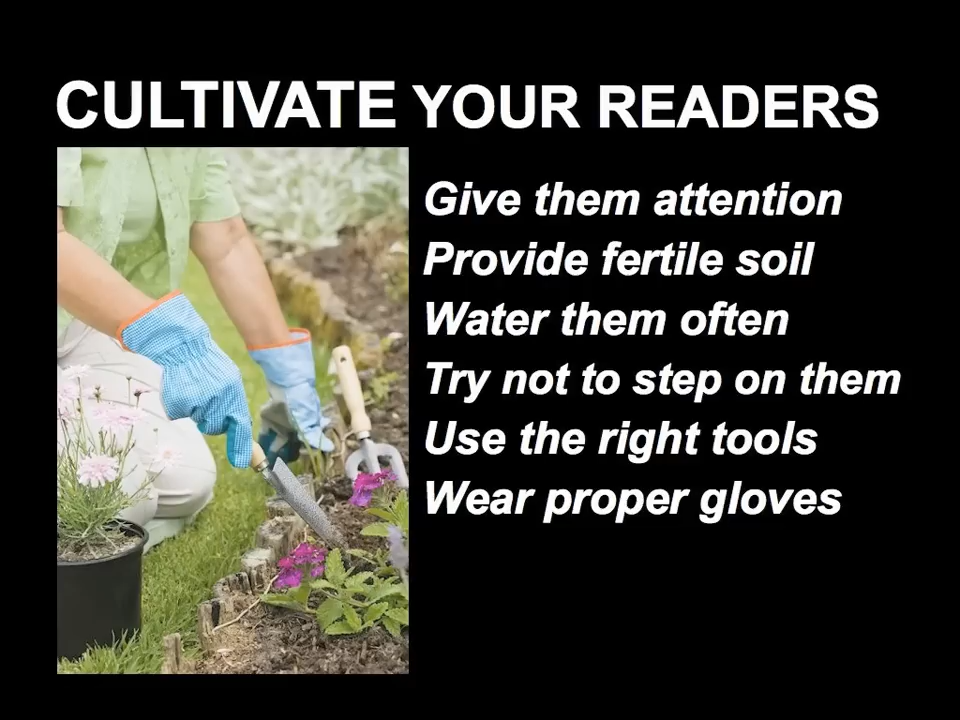 CULTIVATE YOUR READERS
Give them attention
Provide fertile soil
Water them often
Try not to step on them
Use the right tools
Wear proper gloves